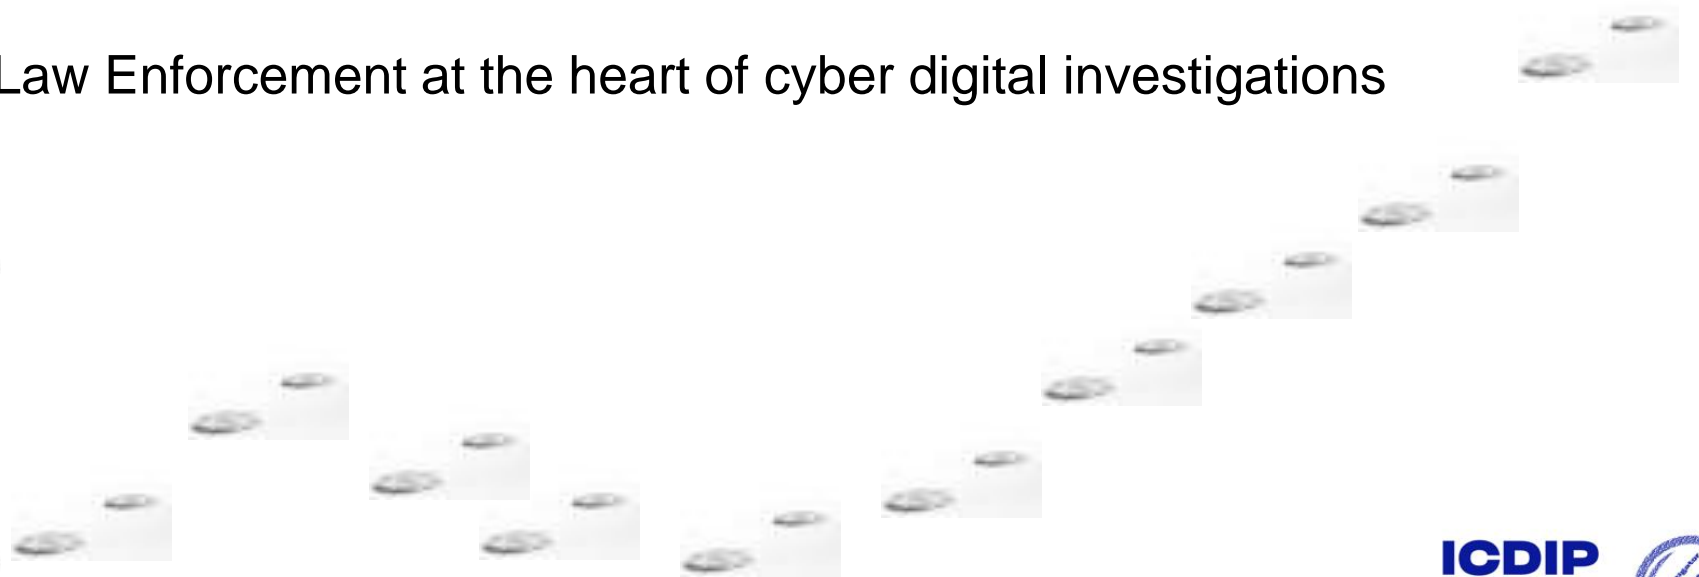 Law Enforcement at the heart of cyber digital investigations
ICDIP